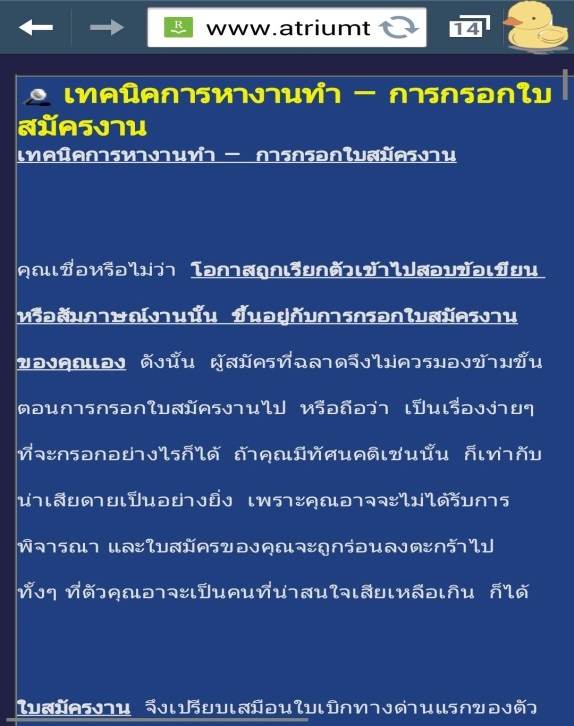 www.atriumt
14
เทคนิคการหางานทำ – การกรอกใบ
สมัครงาน
เทคนิคการหางานทำ – การกรอกใบสมัครงาน
คุณเชื่อหรือไม่ว่า โอกาสถูกเรียกตัวเข้าไปสอบข้อเขียน
หรือสัมภาษณ์งานนั้น ขึ้นอยู่กับการกรอกใบสมัครงาน
ของคุณเอง ดังนั้น ผู้สมัครที่ฉลาดจึงไม่ควรมองข้ามขั้น
ตอนการกรอกใบสมัครงานไป หรือถือว่า เป็นเรื่องง่ายๆ
ที่จะกรอกอย่างไรก็ได้ ถ้าคุณมีทัศนคติเช่นนั้น ก็เท่ากับ
น่าเสียดายเป็นอย่างยิ่ง เพราะคุณอาจจะไม่ได้รับการ
พิจารณา และใบสมัครของคุณจะถูกร่อนลงตะกร้าไป
ทั้งๆ ที่ตัวคุณอาจะเป็นคนที่น่าสนใจเสียเหลือเกิน ก็ได้
ใบสมัครงาน จึงเปรียบเสมือนใบเบิกทางด่านแรกของตัว